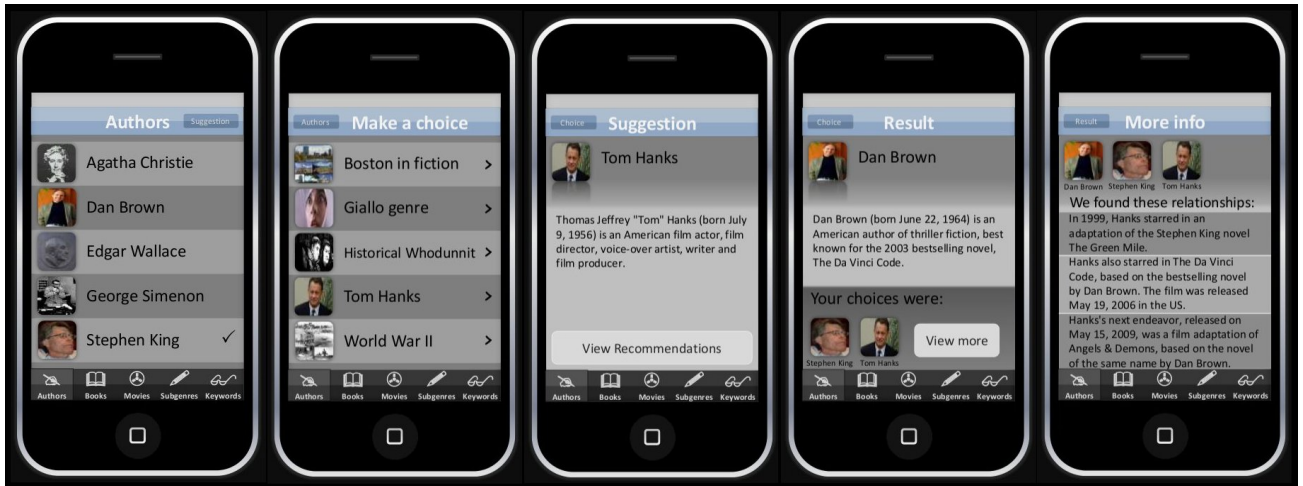 Authors
Suggestion
Agatha Christie
Dan Brown
Edgar Wallace
George Simenon
Stephen King
Authors Books Movies Subgenres Keywords
Authors
Make a choice
Boston in fiction
Giallo genre
Historical Whodunnit
Tom Hanks
World War II
Authors Books Movies Subgenres Keywords
Choice
Suggestion
Tom Hanks
Thomas Jeffrey "Tom" Hanks (born July
9, 1956) is an American film actor, film
director, voice-over artist, writer and
film producer.
View Recommendations
Authors Books Movies Subgenres Keywords
Choice
Result
Dan Brown
Dan Brown (born June 22, 1964) is an
American author of thriller fiction, best
known for the 2003 bestselling novel,
The Da Vinci Code.
Your choices were:
View more
Stephen King Tom Hanks
Authors Books Movies Subgenres Keywords
Result
More info
Dan Brown Stephen King Tom Hanks
We found these relationships:
In 1999, Hanks starred in an
adaptation of the Stephen King novel
The Green Mile.
Hanks also starred in The Da Vinci
Code, based on the bestselling novel
by Dan Brown. The film was released
May 19, 2006 in the US.
Hanks's next endeavor, released on
May 15, 2009, was a film adaptation of
Angels & Demons, based on the novel
of the same name by Dan Brown.
Authors Books Movies Subgenres Keywords